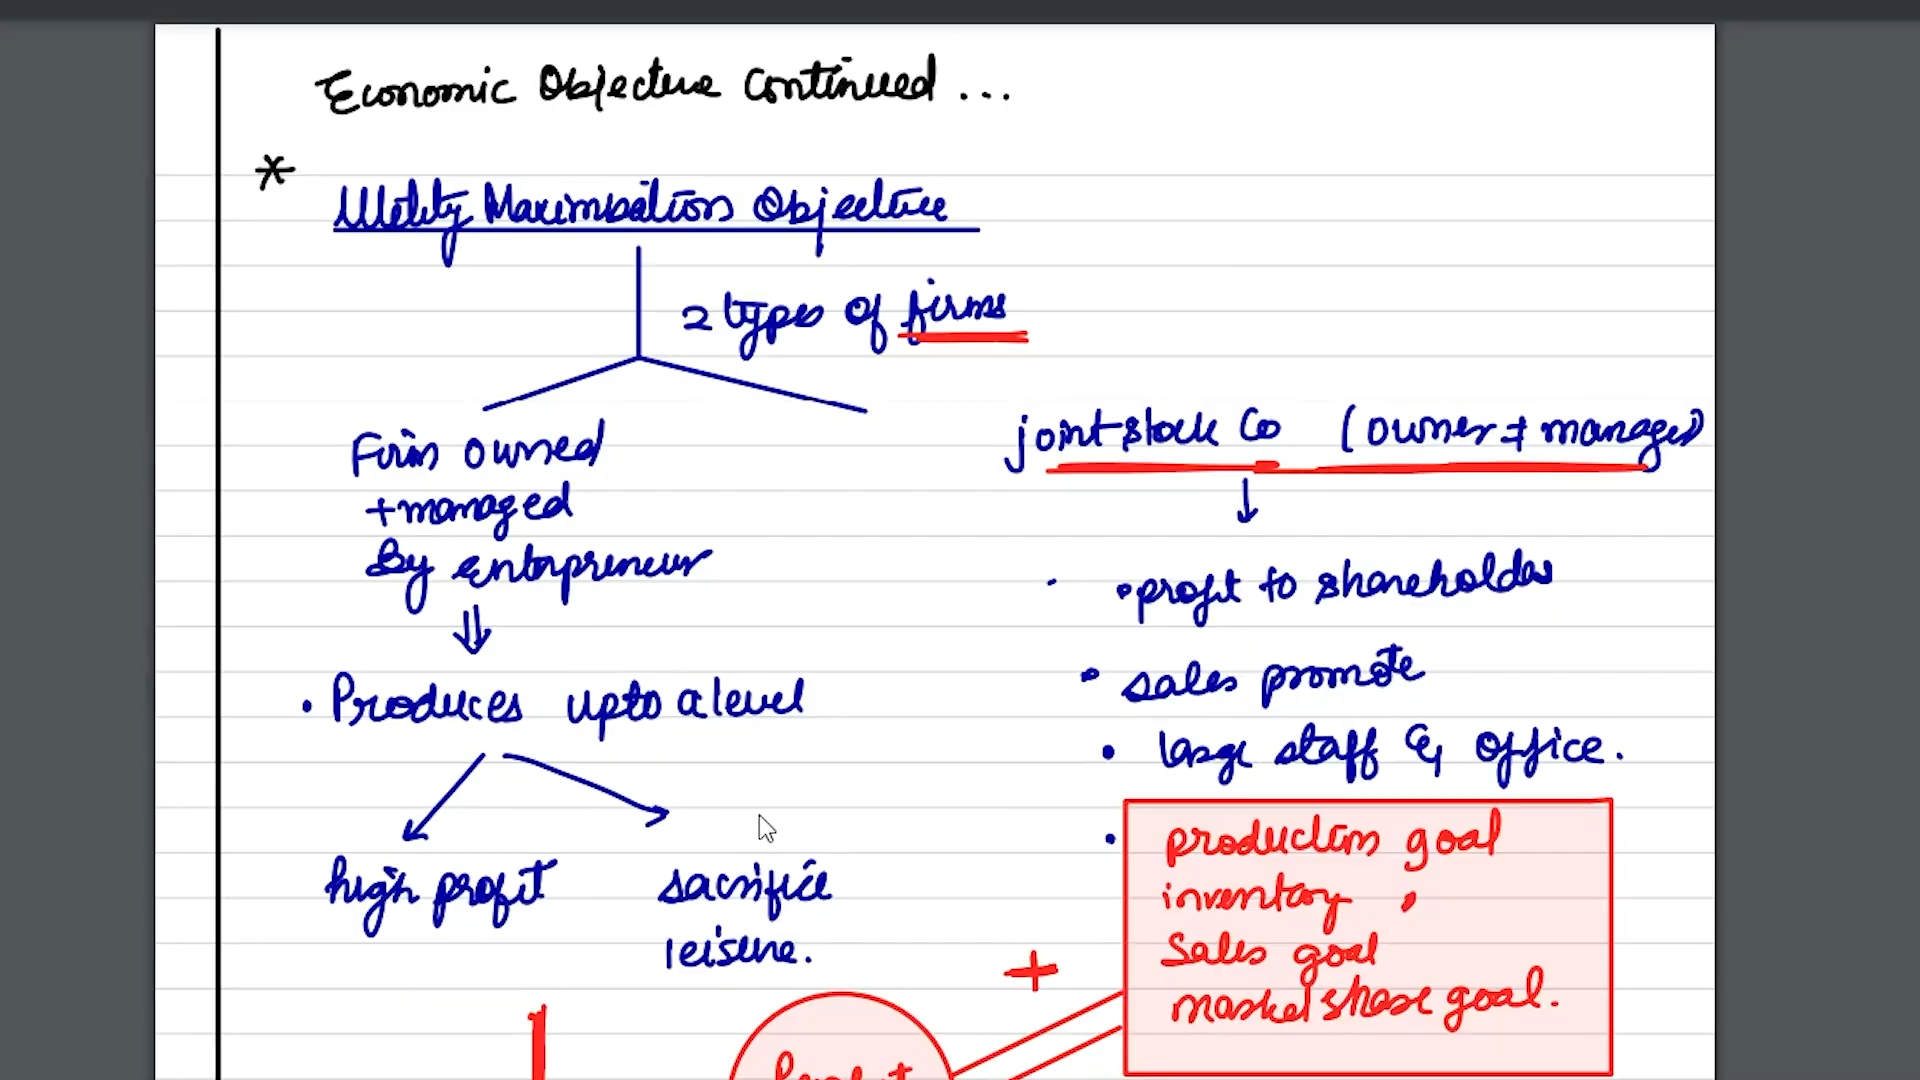 Economic Objective Continued ...
*
Utility Maximisation Objective
2 types of firms
Firm owned
+ managed
By entrepreneur
⇓
• Produces upto a level
high profit
sacrifice
leisure.
joint stock Co (owner ≠ manager)
↓
• profit to shareholder
• sales promote
• large staff & office.
• production goal
inventory "
Sales goal
market share goal.
+
Profit